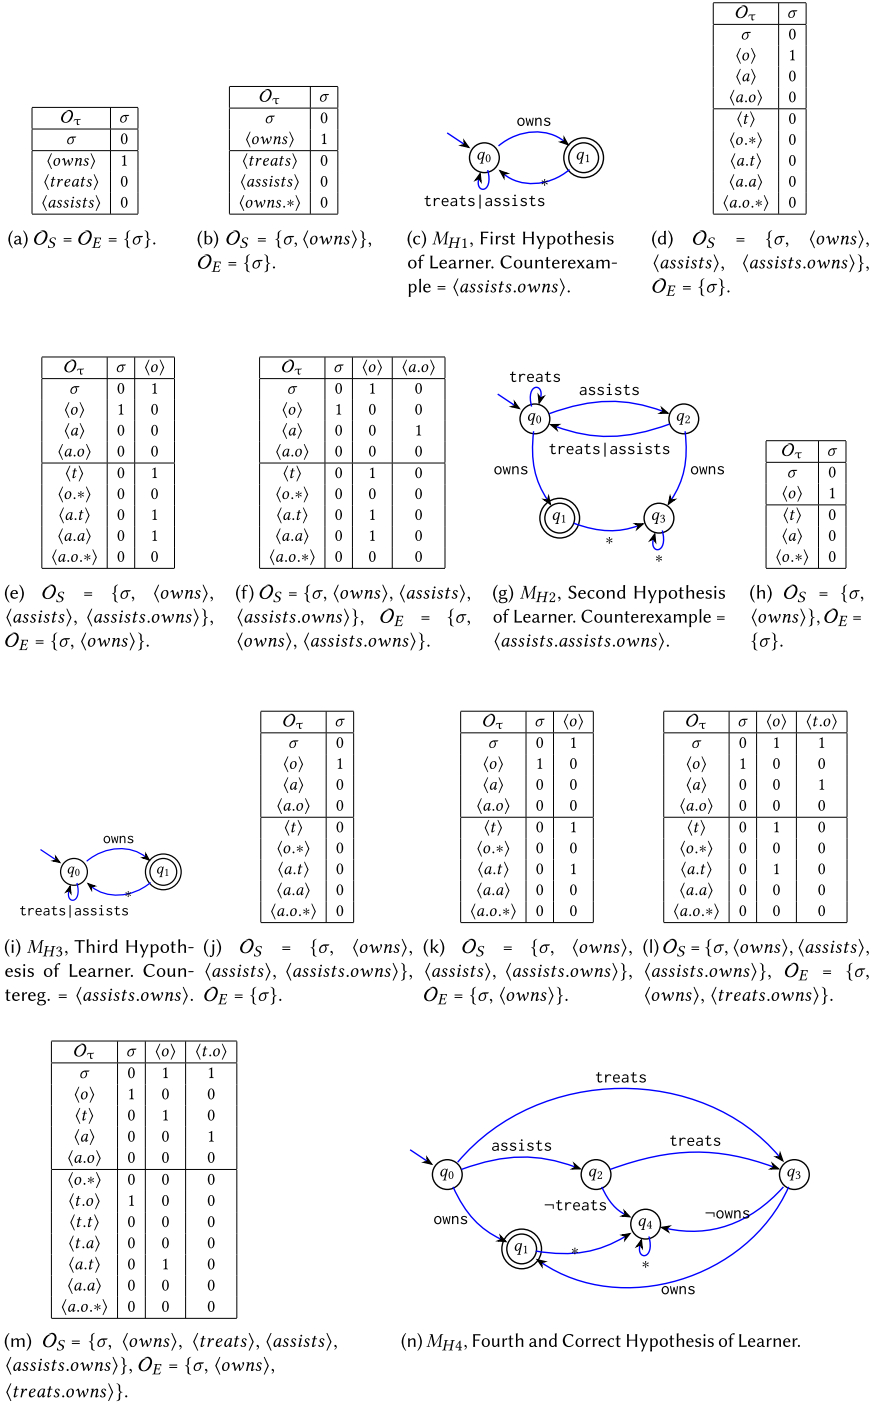 𝒪τ σ
σ 0
⟨owns⟩ 1
⟨treats⟩ 0
⟨assists⟩ 0
(a) 𝒪S = 𝒪E = {σ}.
𝒪τ σ
σ 0
⟨owns⟩ 1
⟨treats⟩ 0
⟨assists⟩ 0
⟨owns.∗⟩ 0
(b) 𝒪S = {σ, ⟨owns⟩},
𝒪E = {σ}.
owns
q0 q1
∗
treats|assists
(c) MH1, First Hypothesis
of Learner. Counterexam-
ple = ⟨assists.owns⟩.
𝒪τ σ
σ 0
⟨o⟩ 1
⟨a⟩ 0
⟨a.o⟩ 0
⟨t⟩ 0
⟨o.∗⟩ 0
⟨a.t⟩ 0
⟨a.a⟩ 0
⟨a.o.∗⟩ 0
(d) 𝒪S = {σ, ⟨owns⟩,
⟨assists⟩, ⟨assists.owns⟩},
𝒪E = {σ}.
𝒪τ σ ⟨o⟩
σ 0 1
⟨o⟩ 1 0
⟨a⟩ 0 0
⟨a.o⟩ 0 0
⟨t⟩ 0 1
⟨o.∗⟩ 0 0
⟨a.t⟩ 0 1
⟨a.a⟩ 0 1
⟨a.o.∗⟩ 0 0
(e) 𝒪S = {σ, ⟨owns⟩,
⟨assists⟩, ⟨assists.owns⟩},
𝒪E = {σ, ⟨owns⟩}.
𝒪τ σ ⟨o⟩ ⟨a.o⟩
σ 0 1 0
⟨o⟩ 1 0 0
⟨a⟩ 0 0 1
⟨a.o⟩ 0 0 0
⟨t⟩ 0 1 0
⟨o.∗⟩ 0 0 0
⟨a.t⟩ 0 1 0
⟨a.a⟩ 0 1 0
⟨a.o.∗⟩ 0 0 0
(f) 𝒪S = {σ, ⟨owns⟩, ⟨assists⟩,
⟨assists.owns⟩}, 𝒪E = {σ,
⟨owns⟩, ⟨assists.owns⟩}.
treats
assists
q0 q2
treats|assists
owns owns
q1 q3
∗
∗
(g) MH2, Second Hypothesis
of Learner. Counterexample =
⟨assists.assists.owns⟩.
𝒪τ σ
σ 0
⟨o⟩ 1
⟨t⟩ 0
⟨a⟩ 0
⟨o.∗⟩ 0
(h) 𝒪S = {σ,
⟨owns⟩}, 𝒪E =
{σ}.
owns
q0 q1
∗
treats|assists
(i) MH3, Third Hypoth-
esis of Learner. Coun-
tereg. = ⟨assists.owns⟩.
𝒪τ σ
σ 0
⟨o⟩ 1
⟨a⟩ 0
⟨a.o⟩ 0
⟨t⟩ 0
⟨o.∗⟩ 0
⟨a.t⟩ 0
⟨a.a⟩ 0
⟨a.o.∗⟩ 0
(j) 𝒪S = {σ, ⟨owns⟩,
⟨assists⟩, ⟨assists.owns⟩},
𝒪E = {σ}.
𝒪τ σ ⟨o⟩
σ 0 1
⟨o⟩ 1 0
⟨a⟩ 0 0
⟨a.o⟩ 0 0
⟨t⟩ 0 1
⟨o.∗⟩ 0 0
⟨a.t⟩ 0 1
⟨a.a⟩ 0 0
⟨a.o.∗⟩ 0 0
(k) 𝒪S = {σ, ⟨owns⟩,
⟨assists⟩, ⟨assists.owns⟩},
𝒪E = {σ, ⟨owns⟩}.
𝒪τ σ ⟨o⟩ ⟨t.o⟩
σ 0 1 1
⟨o⟩ 1 0 0
⟨a⟩ 0 0 1
⟨a.o⟩ 0 0 0
⟨t⟩ 0 1 0
⟨o.∗⟩ 0 0 0
⟨a.t⟩ 0 1 0
⟨a.a⟩ 0 0 0
⟨a.o.∗⟩ 0 0 0
(l) 𝒪S = {σ, ⟨owns⟩, ⟨assists⟩,
⟨assists.owns⟩}, 𝒪E = {σ,
⟨owns⟩, ⟨treats.owns⟩}.
𝒪τ σ ⟨o⟩ ⟨t.o⟩
σ 0 1 1
⟨o⟩ 1 0 0
⟨t⟩ 0 1 0
⟨a⟩ 0 0 1
⟨a.o⟩ 0 0 0
⟨o.∗⟩ 0 0 0
⟨t.o⟩ 1 0 0
⟨t.t⟩ 0 0 0
⟨t.a⟩ 0 0 0
⟨a.t⟩ 0 1 0
⟨a.a⟩ 0 0 0
⟨a.o.∗⟩ 0 0 0
(m) 𝒪S = {σ, ⟨owns⟩, ⟨treats⟩, ⟨assists⟩,
⟨assists.owns⟩}, 𝒪E = {σ, ⟨owns⟩,
⟨treats.owns⟩}.
treats
assists treats
q0 q2 q3
¬treats ¬owns
owns q4
q1 ∗
∗
owns
(n) MH4, Fourth and Correct Hypothesis of Learner.